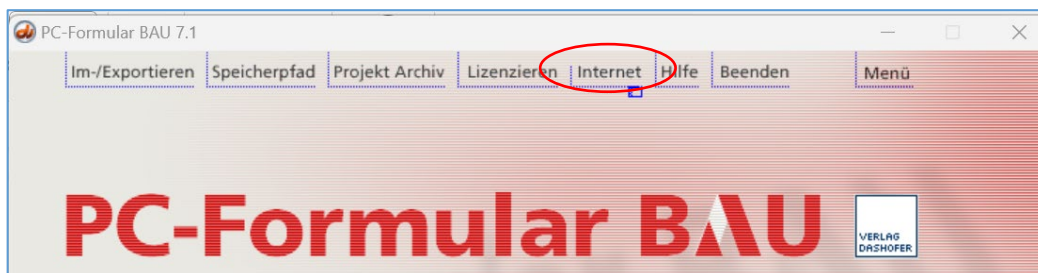 PC-Formular BAU 7.1
Im-/Exportieren Speicherpfad Projekt Archiv Lizenzieren Internet Hilfe Beenden Menü
PC-Formular BAU
VERLAG
DASHÖFER